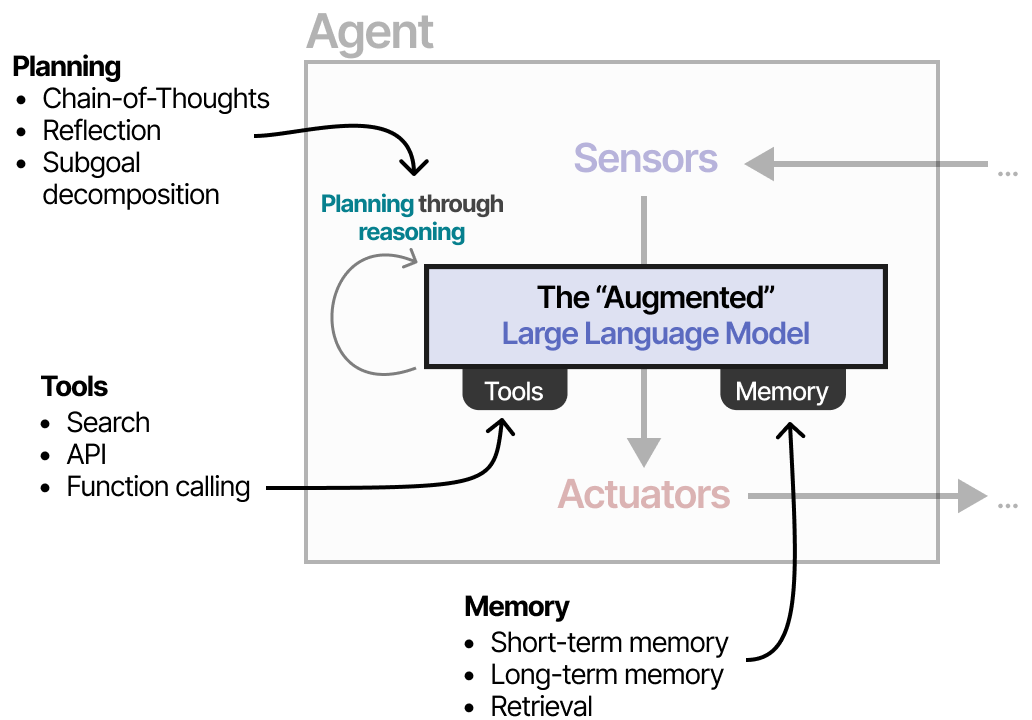 Agent
Planning
• Chain-of-Thoughts
• Reflection
• Subgoal
decomposition
Sensors
...
Planning through
reasoning
The “Augmented”
Large Language Model
Tools
Memory
Tools
• Search
• API
• Function calling
Actuators
...
Memory
• Short-term memory
• Long-term memory
• Retrieval